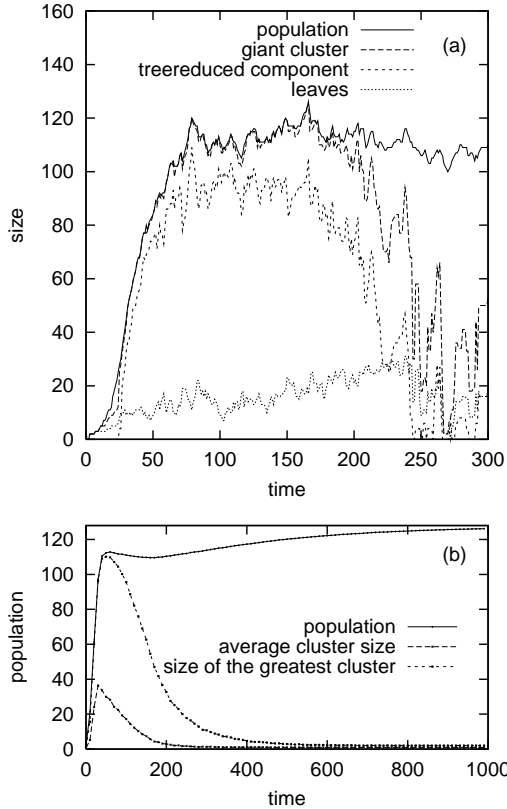 160
140
120
100
80
60
40
20
0
size
population
giant cluster
treereduced component
leaves
(a)
0 50 100 150 200 250 300
time
120
100
80
60
40
20
0
population
(b)
population
average cluster size
size of the greatest cluster
0 200 400 600 800 1000
time